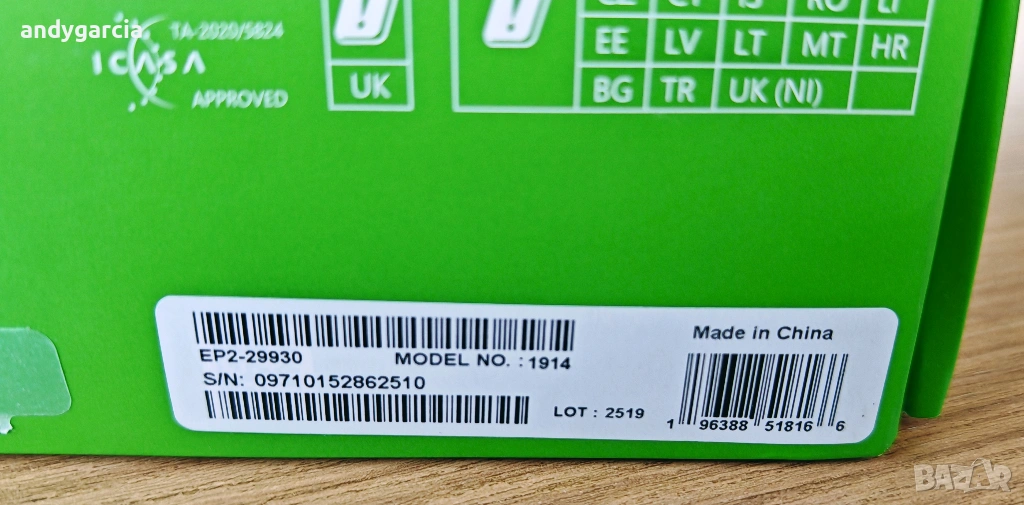 andygarcia
TA-2020/5824
ICASA
APPROVED
UK
EE LV LT MT HR
BG TR UK (NI)
EP2-29930 MODEL NO. : 1914
S/N: 09710152862510
LOT : 2519
Made in China
1 96388 51816 6
BAZAR